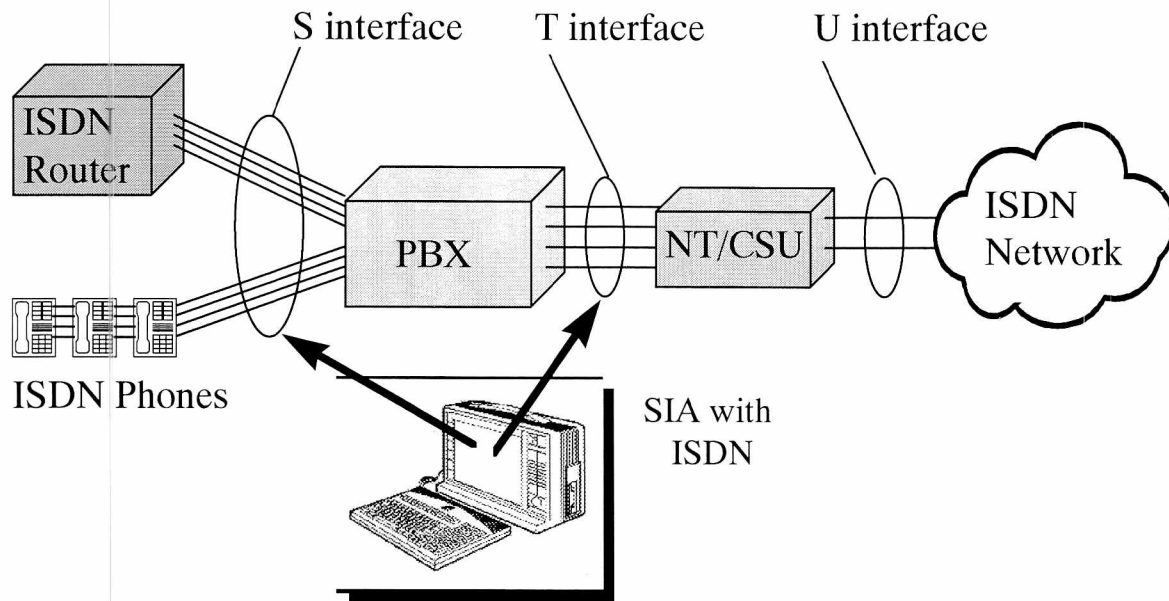 S interface
T interface
U interface
ISDN
Router
PBX
NT/CSU
ISDN
Network
ISDN Phones
SIA with
ISDN